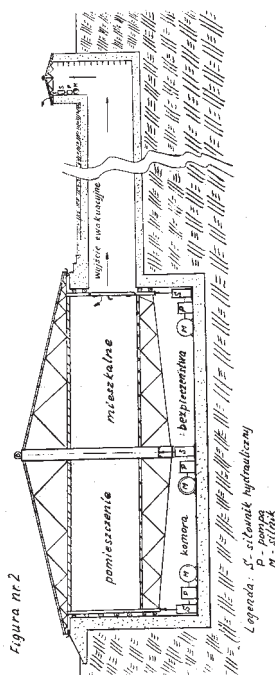 Figura nr 2
pomieszczenie mieszkalne
wyjście ewakuacyjne
S
P
M
komora bezpieczeństwa
M P S
M P S
M P S
Legenda: S - siłownik hydrauliczny
P - pompa
M - silnik